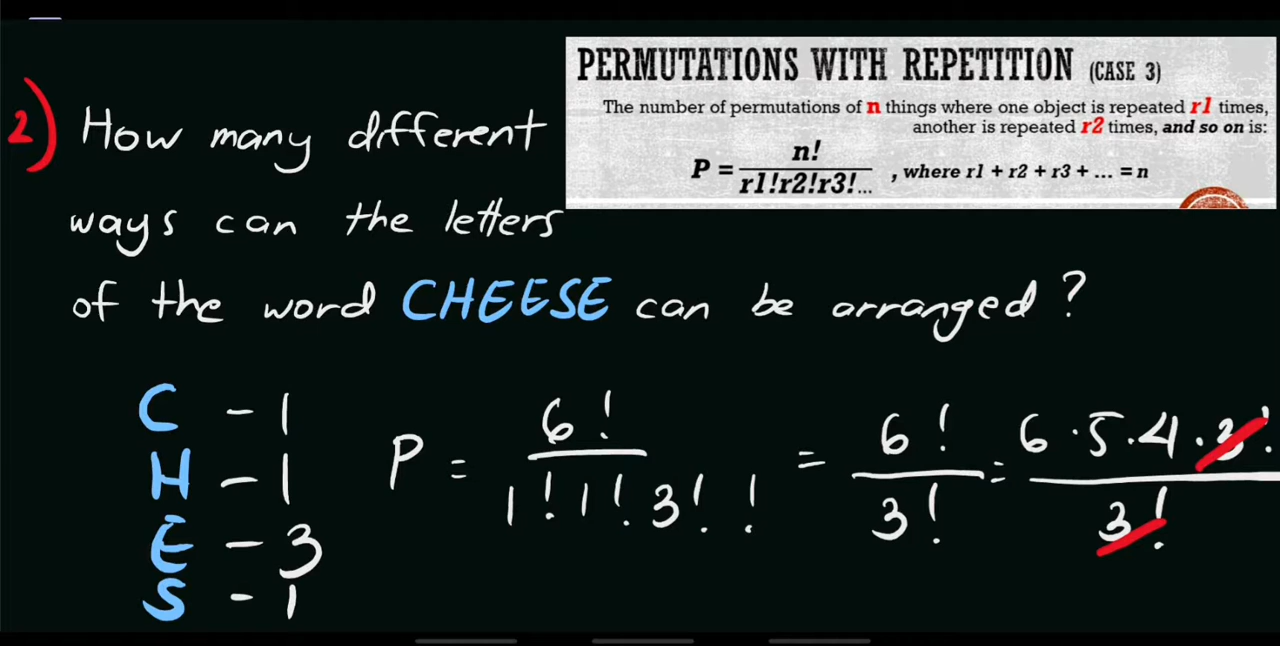 PERMUTATIONS WITH REPETITION (CASE 3)
The number of permutations of n things where one object is repeated r1 times,
another is repeated r2 times, and so on is:
P = n! / r1!r2!r3!... , where r1 + r2 + r3 + ... = n
2) How many different
ways can the letters
of the word CHEESE can be arranged?
C - 1
H - 1
E - 3
S - 1
P = 6! / 1! 1! 3! ! = 6! / 3! = 6 · 5 · 4 · 3! / 3!